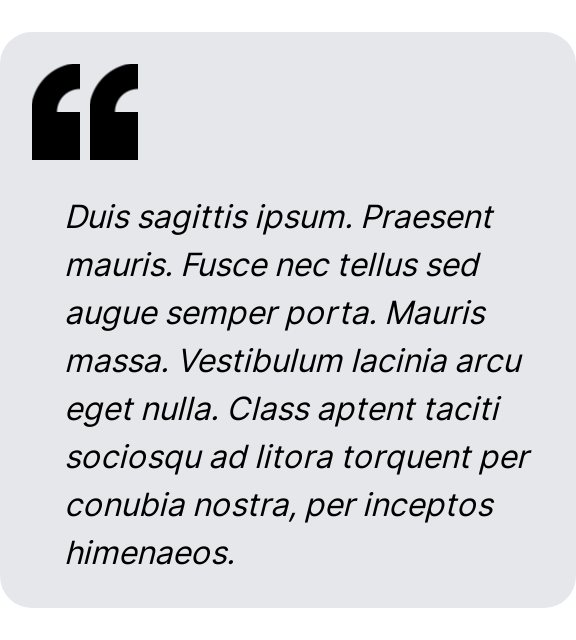 “
Duis sagittis ipsum. Praesent
mauris. Fusce nec tellus sed
augue semper porta. Mauris
massa. Vestibulum lacinia arcu
eget nulla. Class aptent taciti
sociosqu ad litora torquent per
conubia nostra, per inceptos
himenaeos.